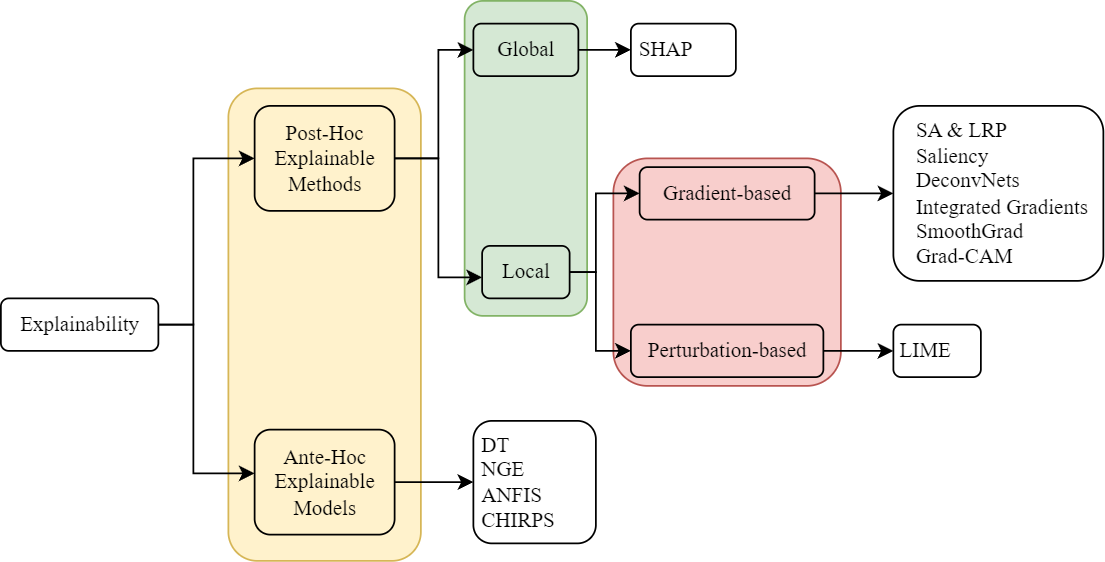 Global
SHAP
Post-Hoc
Explainable
Methods
SA & LRP
Saliency
DeconvNets
Integrated Gradients
SmoothGrad
Grad-CAM
Gradient-based
Local
Explainability
Perturbation-based
LIME
Ante-Hoc
Explainable
Models
DT
NGE
ANFIS
CHIRPS